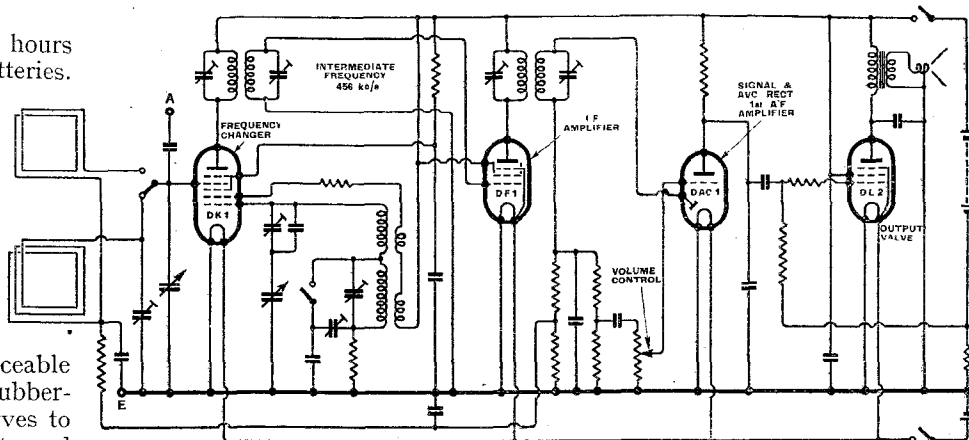 hours
tteries.
ceable
ubber-
ves to
A
INTERMEDIATE
FREQUENCY
456 kc/s
FREQUENCY
CHANGER
DK1
I F
AMPLIFIER
DF1
VOLUME
CONTROL
SIGNAL &
AVC RECT
1st AF
AMPLIFIER
DAC 1
DL 2
OUTPUT
VALVE
E